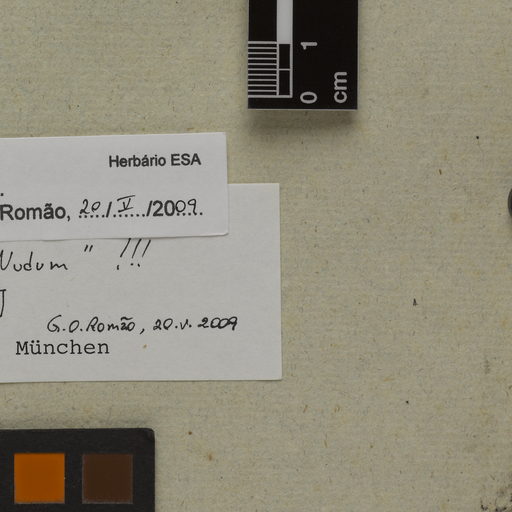 0 1
cm
Herbário ESA
Romão, 20/V/2009.
Nudum " !!!
G.O.Romão, 20.V.2009
München